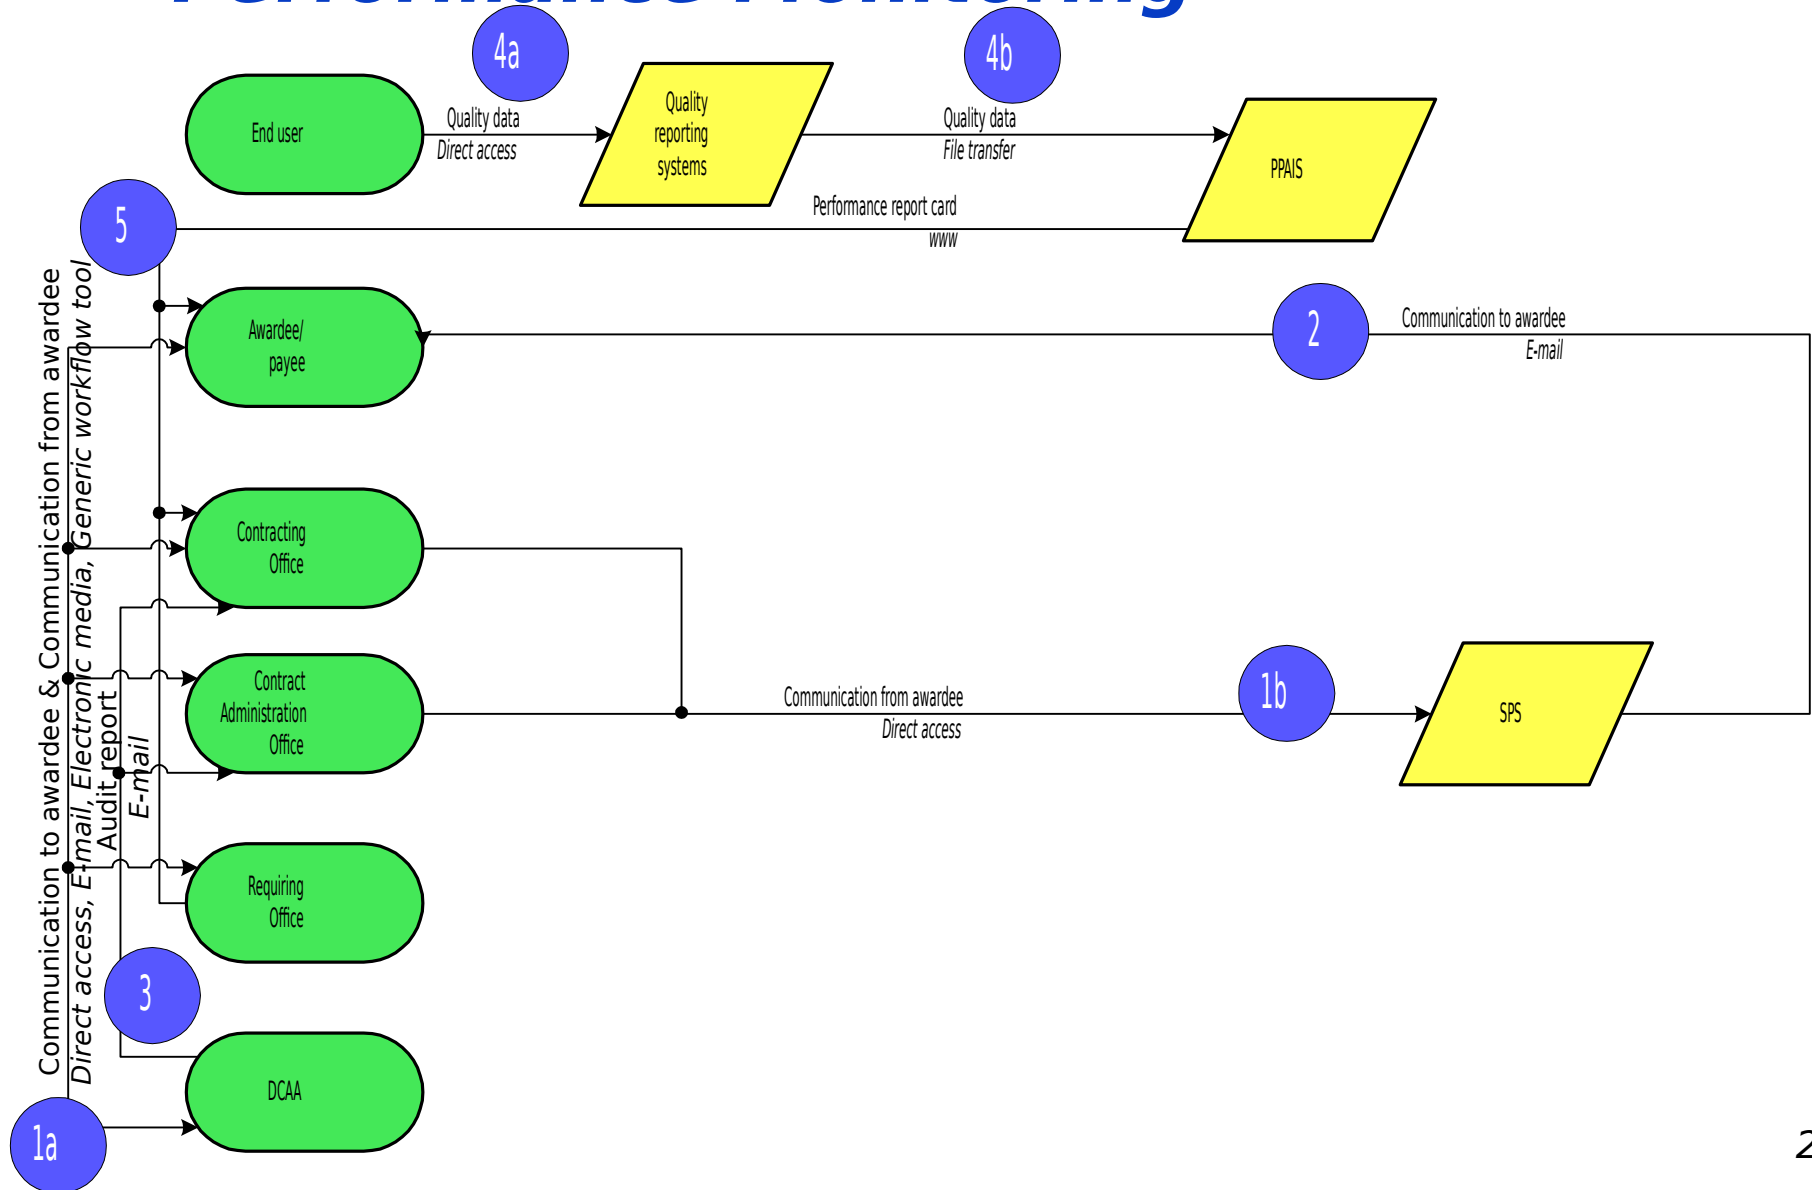 Performance Monitoring
4a
4b
End user
Quality data
Direct access
Quality
reporting
systems
Quality data
File transfer
PPAIS
5
Performance report card
www
Awardee/
payee
2
Communication to awardee
E-mail
Communication to awardee & Communication from awardee
Direct access, E-mail, Electronic media, Generic workflow tool
Contracting
Office
Contract
Administration
Office
Communication from awardee
Direct access
1b
SPS
Audit report
E-mail
Requiring
Office
3
DCAA
1a
2